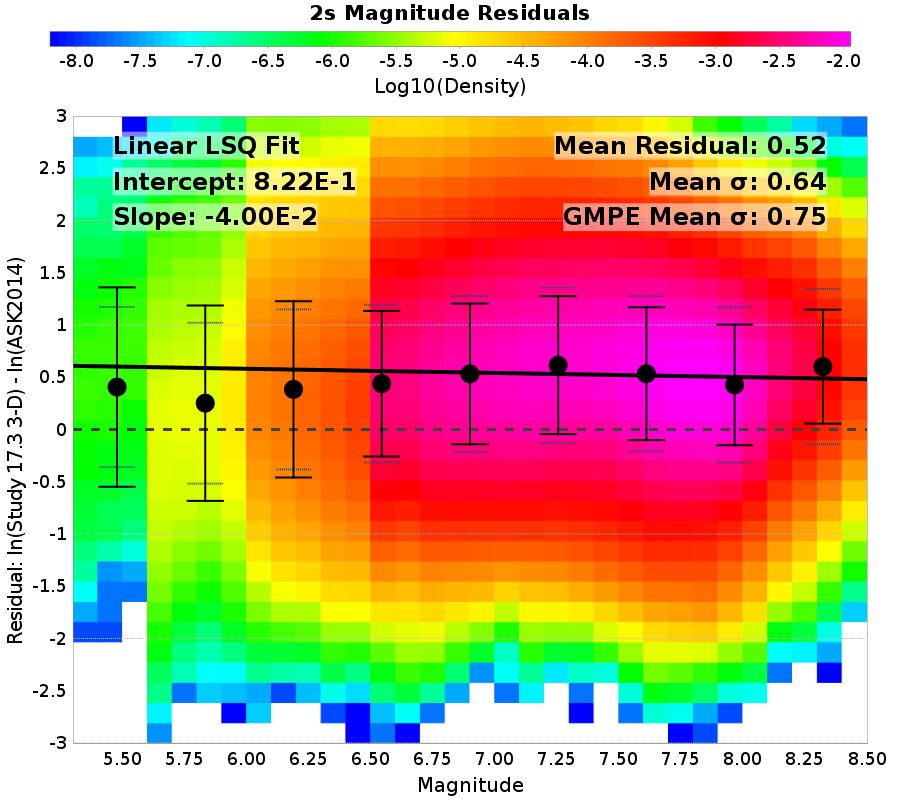 2s Magnitude Residuals
-8.0 -7.5 -7.0 -6.5 -6.0 -5.5 -5.0 -4.5 -4.0 -3.5 -3.0 -2.5 -2.0
Log10(Density)
Linear LSQ Fit
Intercept: 8.22E-1
Slope: -4.00E-2
Mean Residual: 0.52
Mean σ: 0.64
GMPE Mean σ: 0.75
Residual: ln(Study 17.3 3-D) - ln(ASK2014)
3
2.5
2
1.5
1
0.5
0
-0.5
-1
-1.5
-2
-2.5
-3
5.50 5.75 6.00 6.25 6.50 6.75 7.00 7.25 7.50 7.75 8.00 8.25 8.50
Magnitude